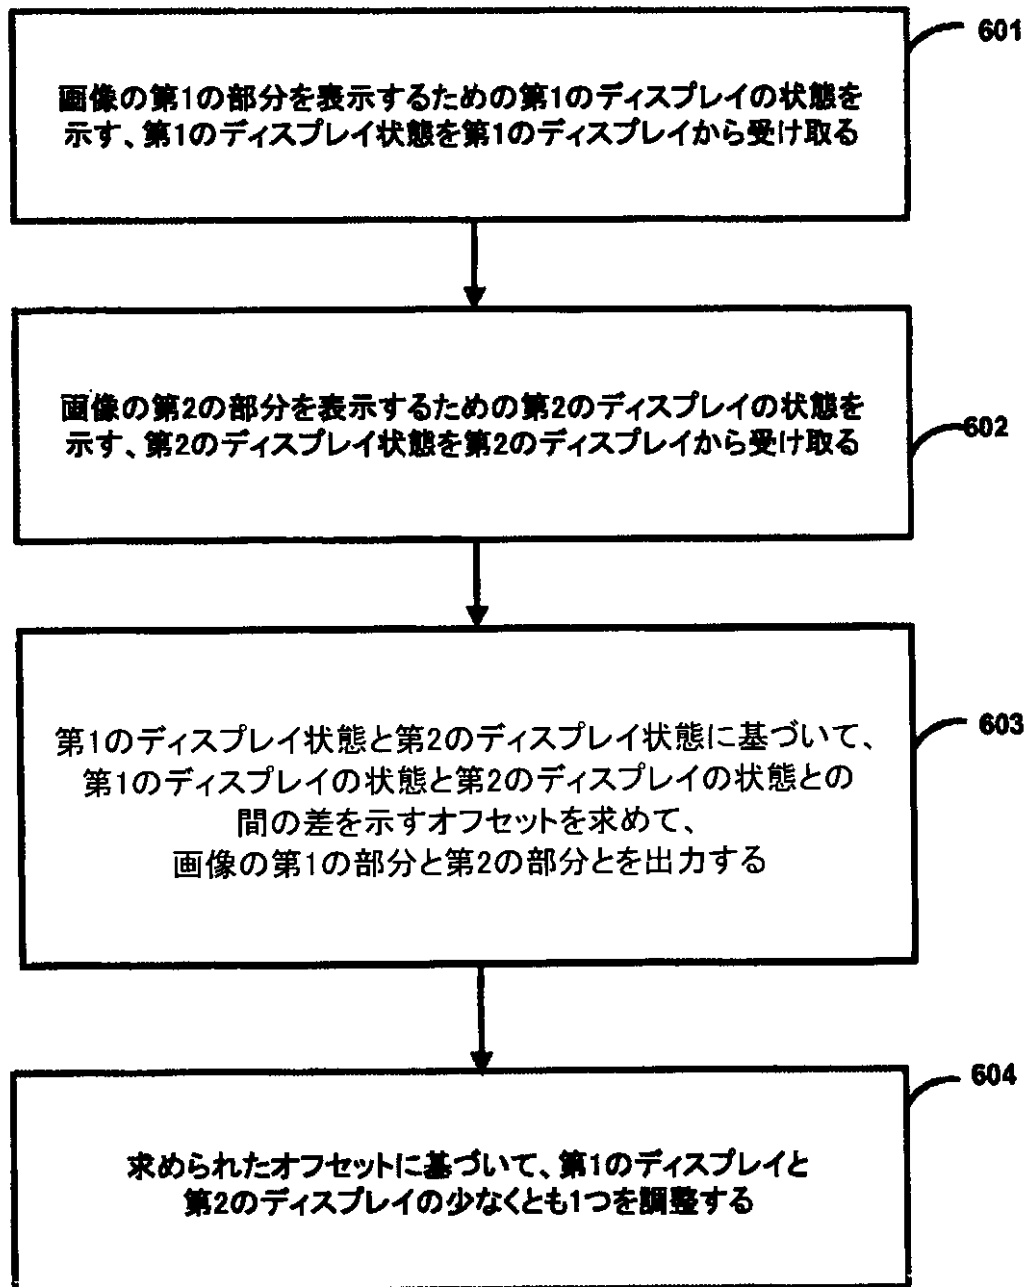 601
画像の第1の部分を表示するための第1のディスプレイの状態を
示す、第1のディスプレイ状態を第1のディスプレイから受け取る
画像の第2の部分を表示するための第2のディスプレイの状態を
示す、第2のディスプレイ状態を第2のディスプレイから受け取る
602
603
第1のディスプレイ状態と第2のディスプレイ状態に基づいて、
第1のディスプレイの状態と第2のディスプレイの状態との
間の差を示すオフセットを求めて、
画像の第1の部分と第2の部分とを出力する
604
求められたオフセットに基づいて、第1のディスプレイと
第2のディスプレイの少なくとも1つを調整する